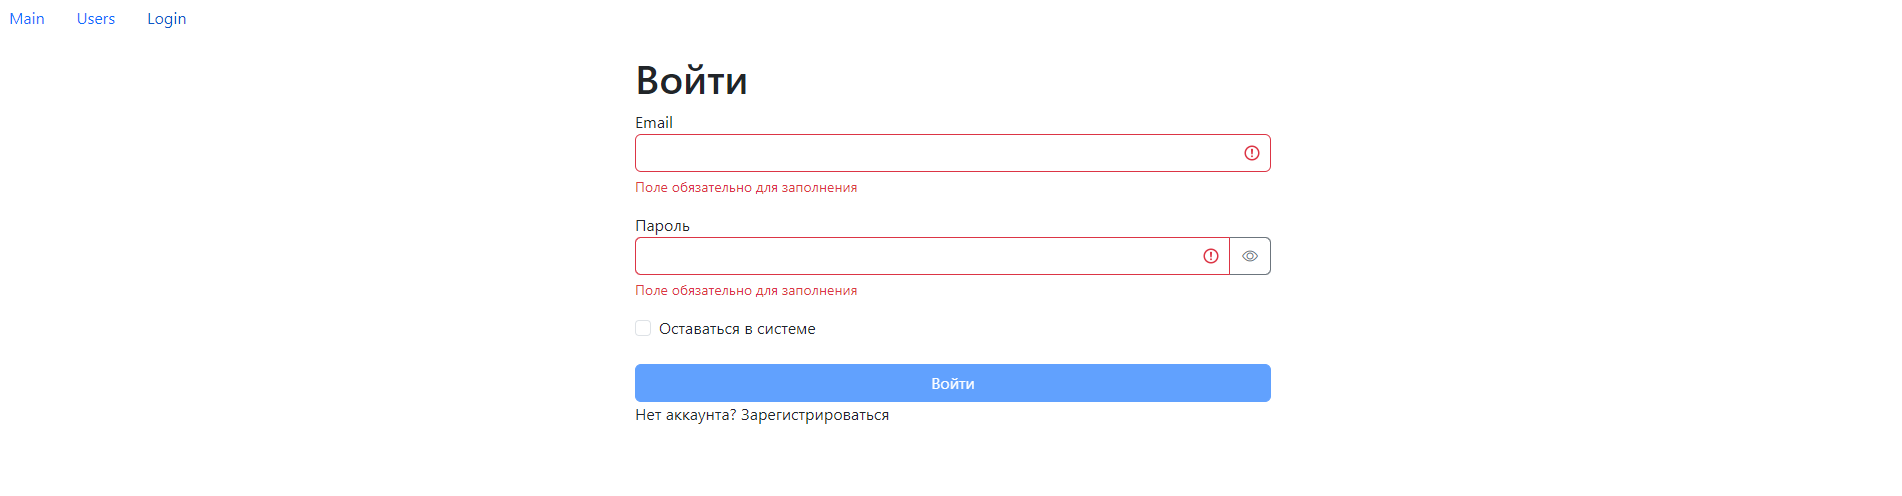 Main Users Login
Войти
Email
Поле обязательно для заполнения
Пароль
Поле обязательно для заполнения
Оставаться в системе
Войти
Нет аккаунта? Зарегистрироваться